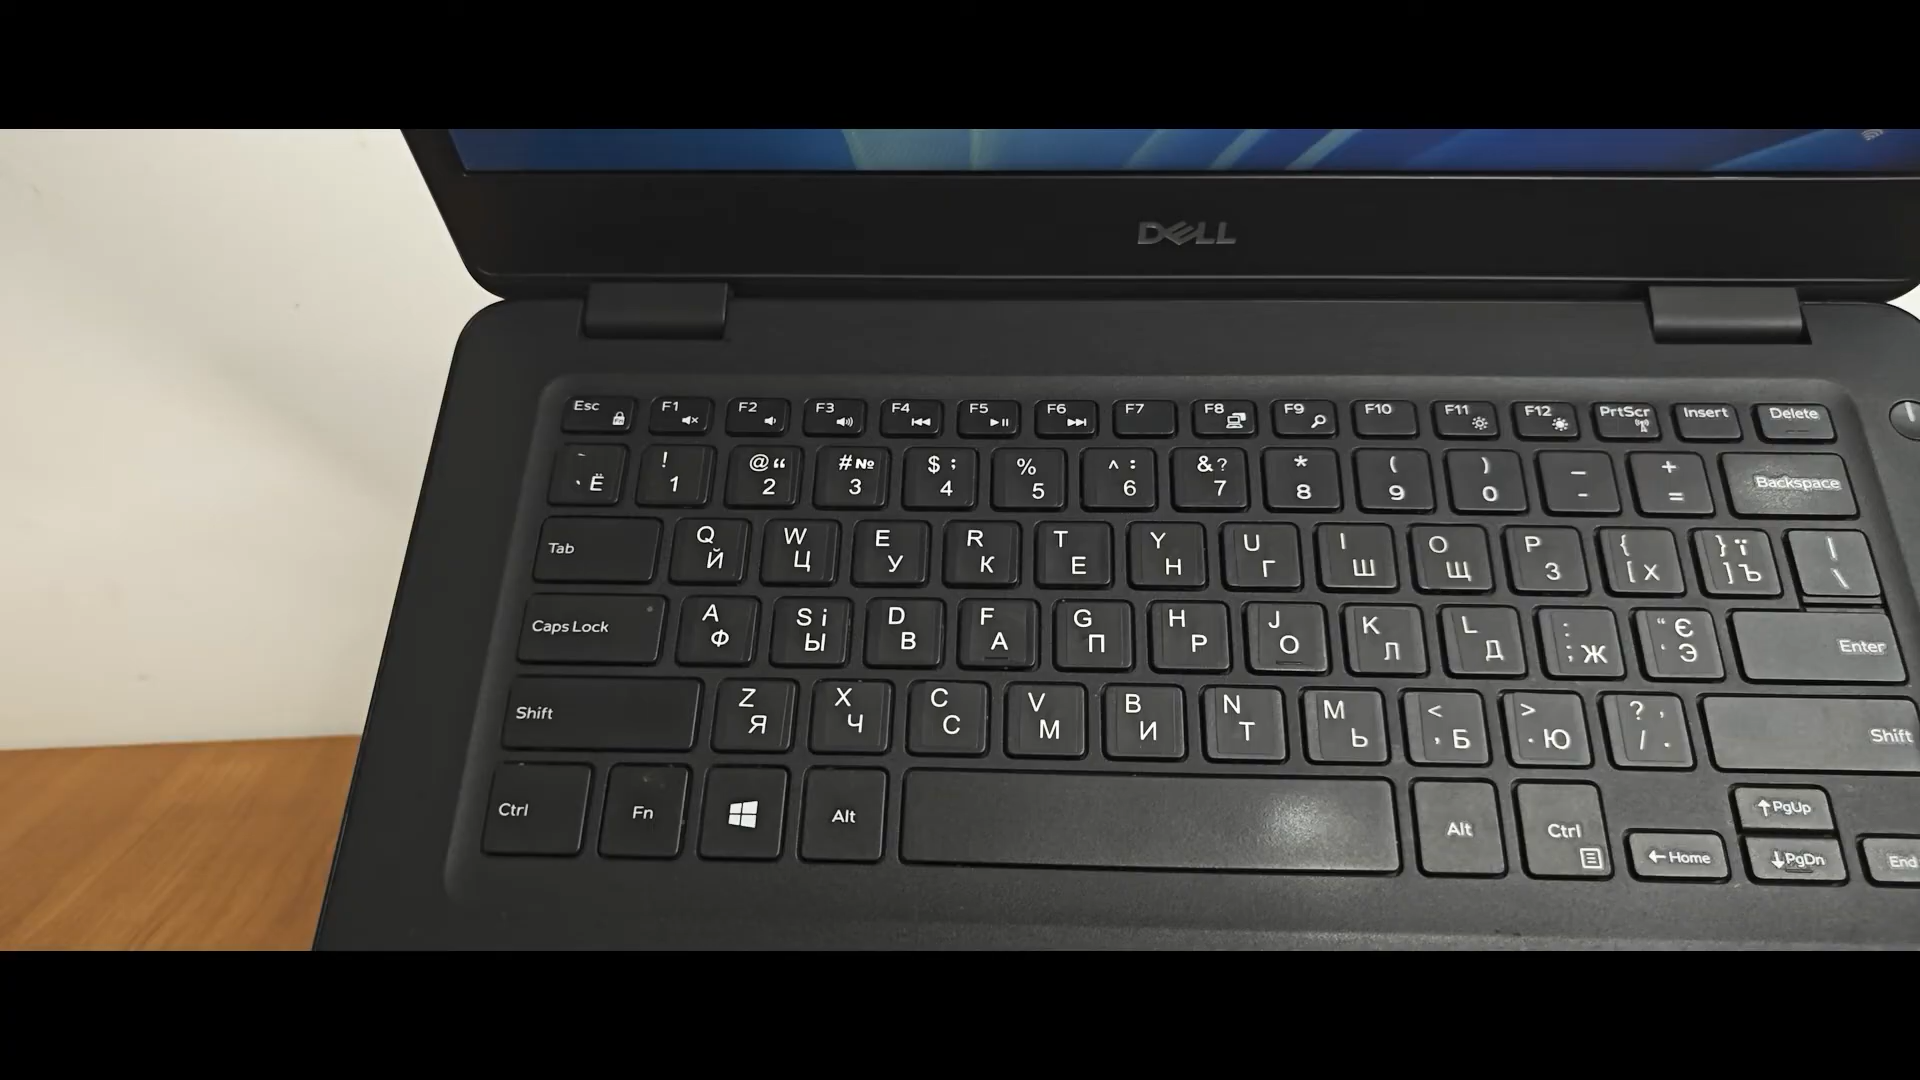 DELL
Esc F1 F2 F3 F4 F5 F6 F7 F8 F9 F10 F11 F12 PrtScr Insert Delete
~ ` Ё ! 1 @ “ 2 # № 3 $ ; 4 % 5 ^ : 6 & ? 7 * 8 ( 9 ) 0 _ - + = Backspace
Tab Q Й W Ц E У R К T Е Y Н U Г I Ш O Щ P З { [ Х } ї ] Ъ | \
Caps Lock A Ф S і Ы D В F А G П H Р J О K Л L Д : ; Ж “ Є ‘ Э Enter
Shift Z Я X Ч C С V М B И N Т M Ь < , Б > . Ю ? , / . Shift
Ctrl Fn Alt Alt Ctrl ←Home ↑PgUp ↓PgDn End